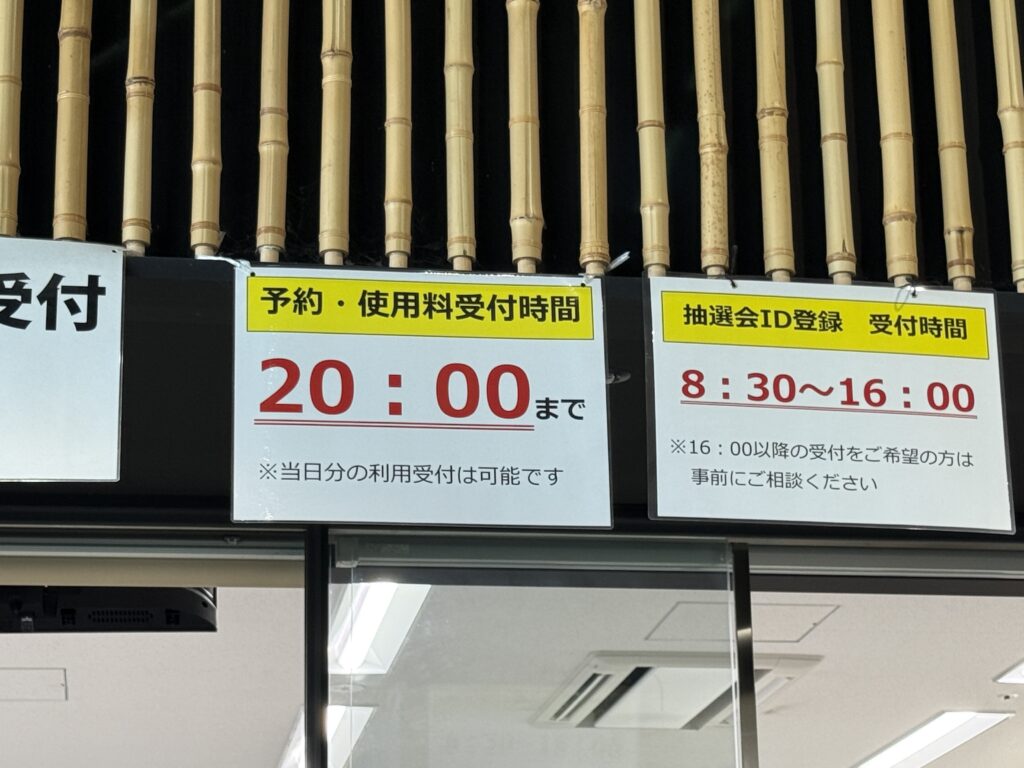 受付
予約・使用料受付時間
20：00まで
※当日分の利用受付は可能です
抽選会ID登録　受付時間
8：30～16：00
※16：00以降の受付をご希望の方は
事前にご相談ください